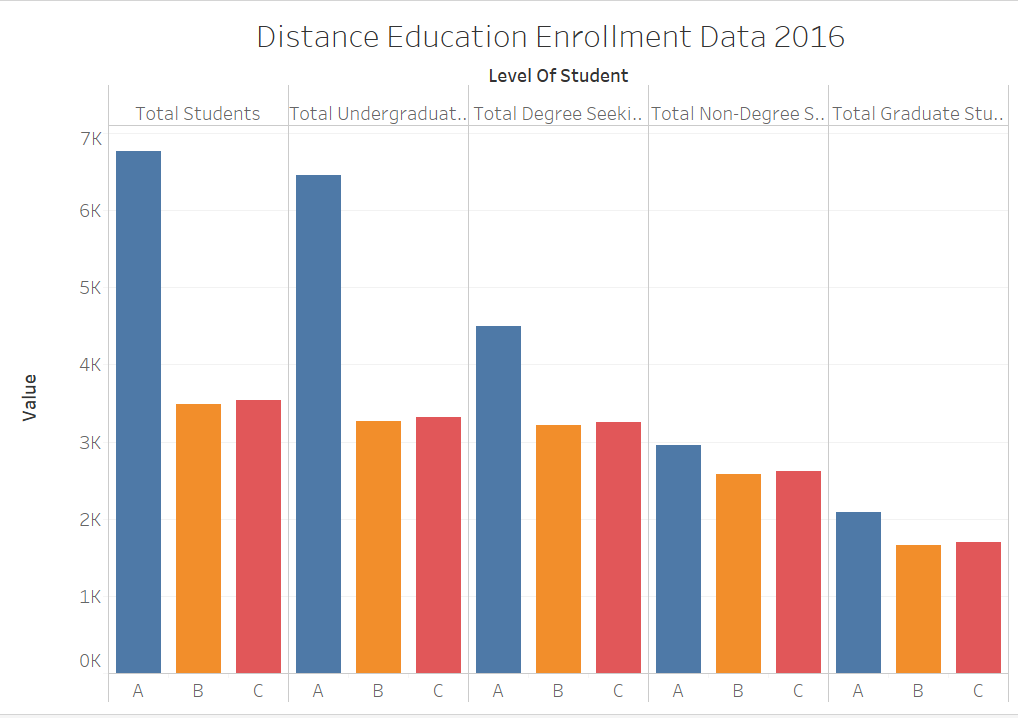 Distance Education Enrollment Data 2016
Level Of Student
Total Students Total Undergraduat.. Total Degree Seeki.. Total Non-Degree S.. Total Graduate Stu..
7K
6K
5K
4K
3K
2K
1K
0K
Value
A B C A B C A B C A B C A B C